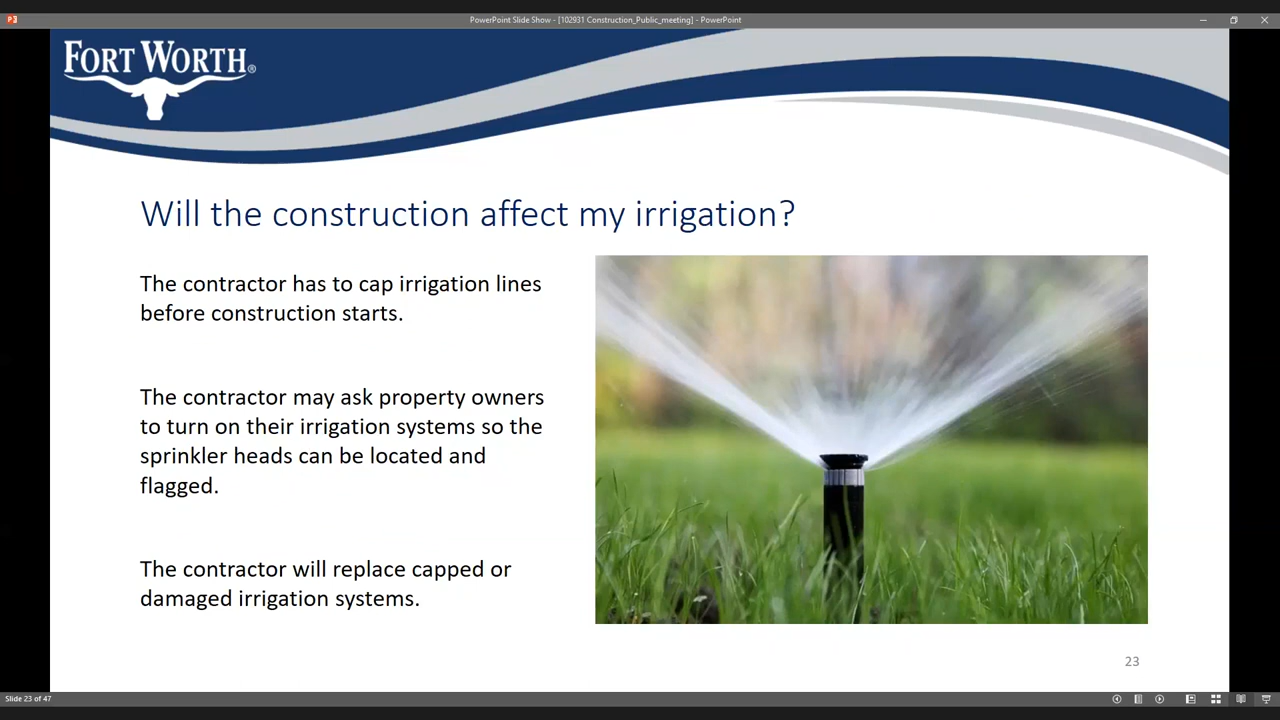 PowerPoint Slide Show - [102931 Construction_Public_meeting] - PowerPoint
FORT WORTH®
Will the construction affect my irrigation?
The contractor has to cap irrigation lines
before construction starts.
The contractor may ask property owners
to turn on their irrigation systems so the
sprinkler heads can be located and
flagged.
The contractor will replace capped or
damaged irrigation systems.
23
Slide 23 of 47